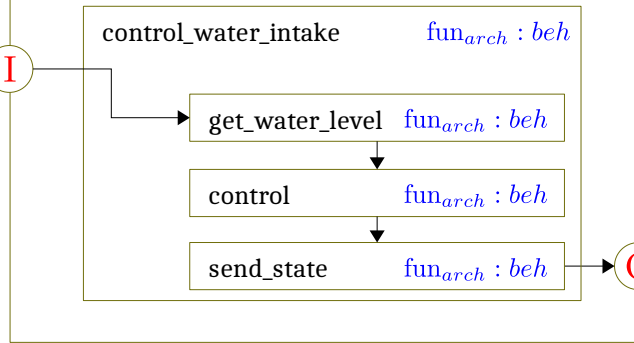 control_water_intake fun_arch : beh
I
get_water_level fun_arch : beh
control fun_arch : beh
send_state fun_arch : beh